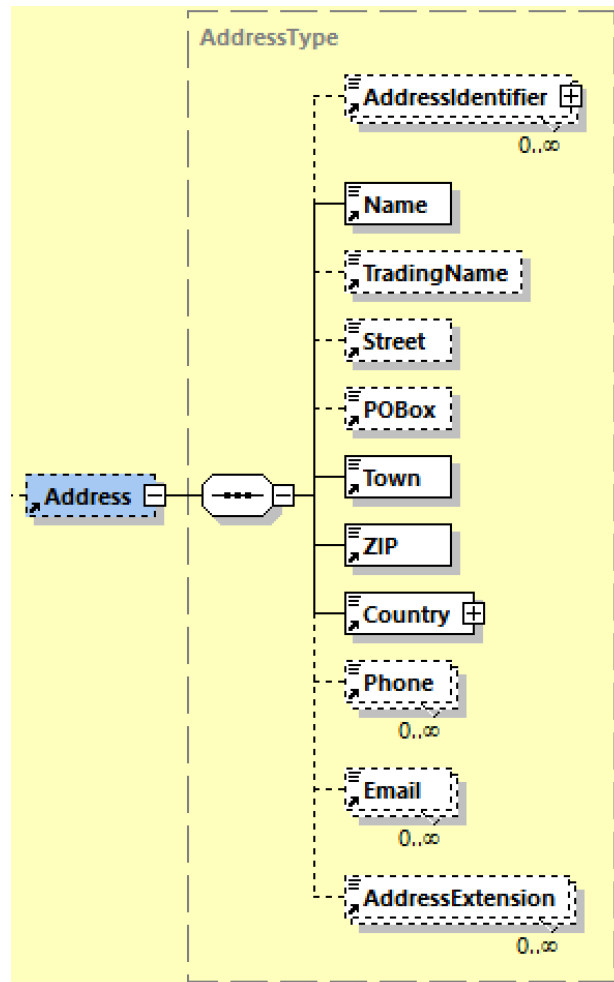 AddressType
AddressIdentifier
0..∞
Name
TradingName
Street
POBox
Address
Town
ZIP
Country
Phone
0..∞
Email
0..∞
AddressExtension
0..∞